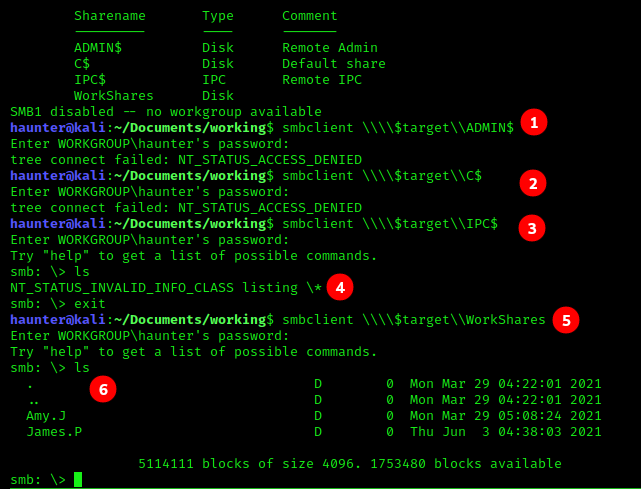 Sharename Type Comment
--------- ---- -------
ADMIN$ Disk Remote Admin
C$ Disk Default share
IPC$ IPC Remote IPC
WorkShares Disk
SMB1 disabled -- no workgroup available
haunter@kali:~/Documents/working$ smbclient \\\\$target\\ADMIN$ 1
Enter WORKGROUP\haunter's password:
tree connect failed: NT_STATUS_ACCESS_DENIED
haunter@kali:~/Documents/working$ smbclient \\\\$target\\C$ 2
Enter WORKGROUP\haunter's password:
tree connect failed: NT_STATUS_ACCESS_DENIED
haunter@kali:~/Documents/working$ smbclient \\\\$target\\IPC$ 3
Enter WORKGROUP\haunter's password:
Try "help" to get a list of possible commands.
smb: \> ls
NT_STATUS_INVALID_INFO_CLASS listing \* 4
smb: \> exit
haunter@kali:~/Documents/working$ smbclient \\\\$target\\WorkShares 5
Enter WORKGROUP\haunter's password:
Try "help" to get a list of possible commands.
smb: \> ls
. 6 D 0 Mon Mar 29 04:22:01 2021
.. D 0 Mon Mar 29 04:22:01 2021
Amy.J D 0 Mon Mar 29 05:08:24 2021
James.P D 0 Thu Jun 3 04:38:03 2021
5114111 blocks of size 4096. 1753480 blocks available
smb: \>